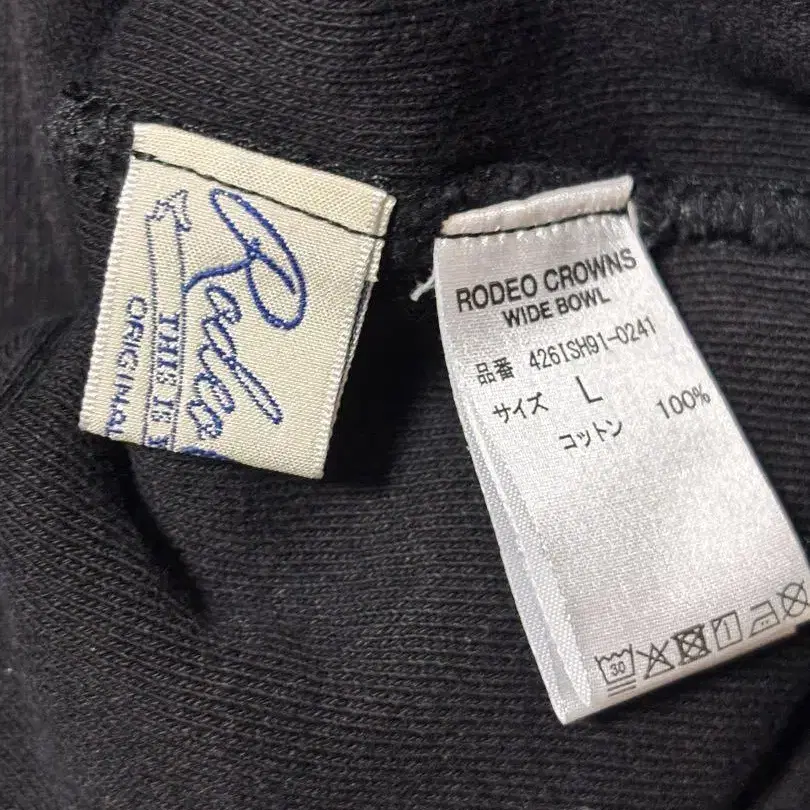 Rodeo
THIS IS
ORIGINAL
RODEO CROWNS
WIDE BOWL
品番 426ISH91-0241
サイズ L
コットン 100%
30